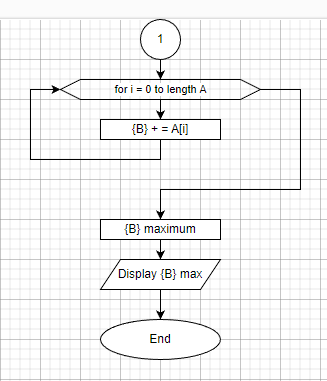 1
for i = 0 to length A
{B} + = A[i]
{B} maximum
Display {B} max
End